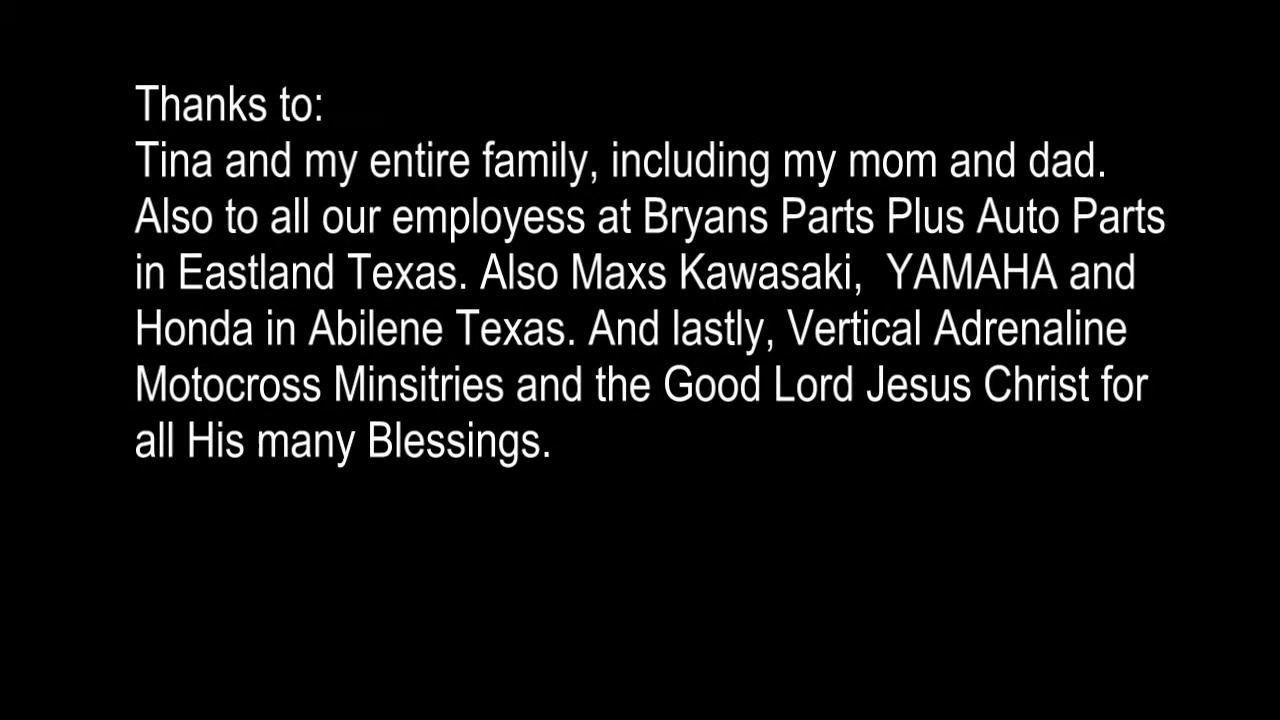 Thanks to:
Tina and my entire family, including my mom and dad.
Also to all our employess at Bryans Parts Plus Auto Parts
in Eastland Texas. Also Maxs Kawasaki,  YAMAHA and
Honda in Abilene Texas. And lastly, Vertical Adrenaline
Motocross Minsitries and the Good Lord Jesus Christ for
all His many Blessings.